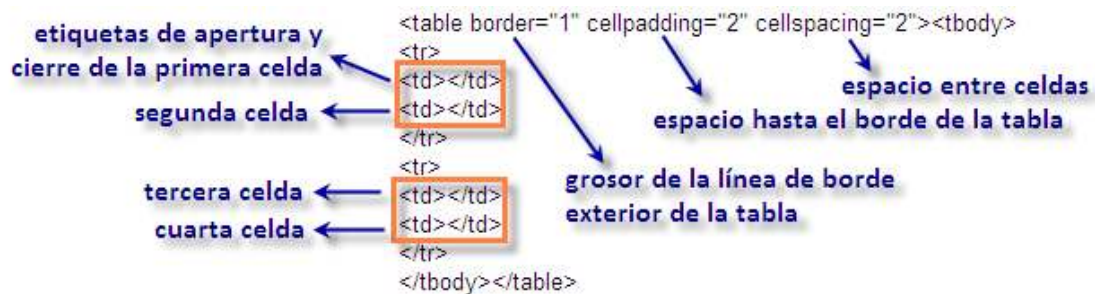 <table border="1" cellpadding="2" cellspacing="2"><tbody>
etiquetas de apertura y
cierre de la primera celda
<tr>
<td></td>
segunda celda
<td></td>
</tr>
espacio entre celdas
espacio hasta el borde de la tabla
<tr>
tercera celda
<td></td>
cuarta celda
<td></td>
grosor de la línea de borde
exterior de la tabla
</tr>
</tbody></table>